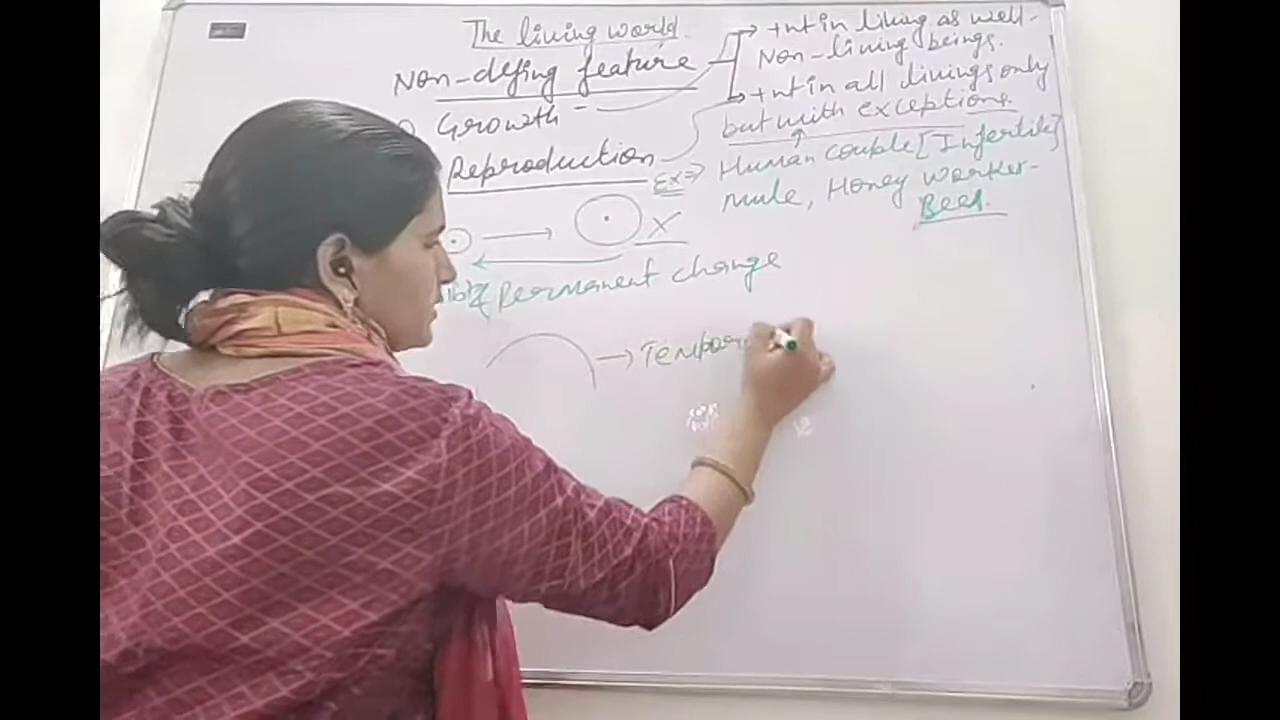 The living world.
Non-defing feature
→ +nt in living as well-
Non-living beings.
→ +nt in all livings only
but with exceptions.
Growth -
Reproduction
Ex ⇒ Human couple [Infertile]
mule, Honey worker-
Bees.
X
Permanent change
→ Tempor